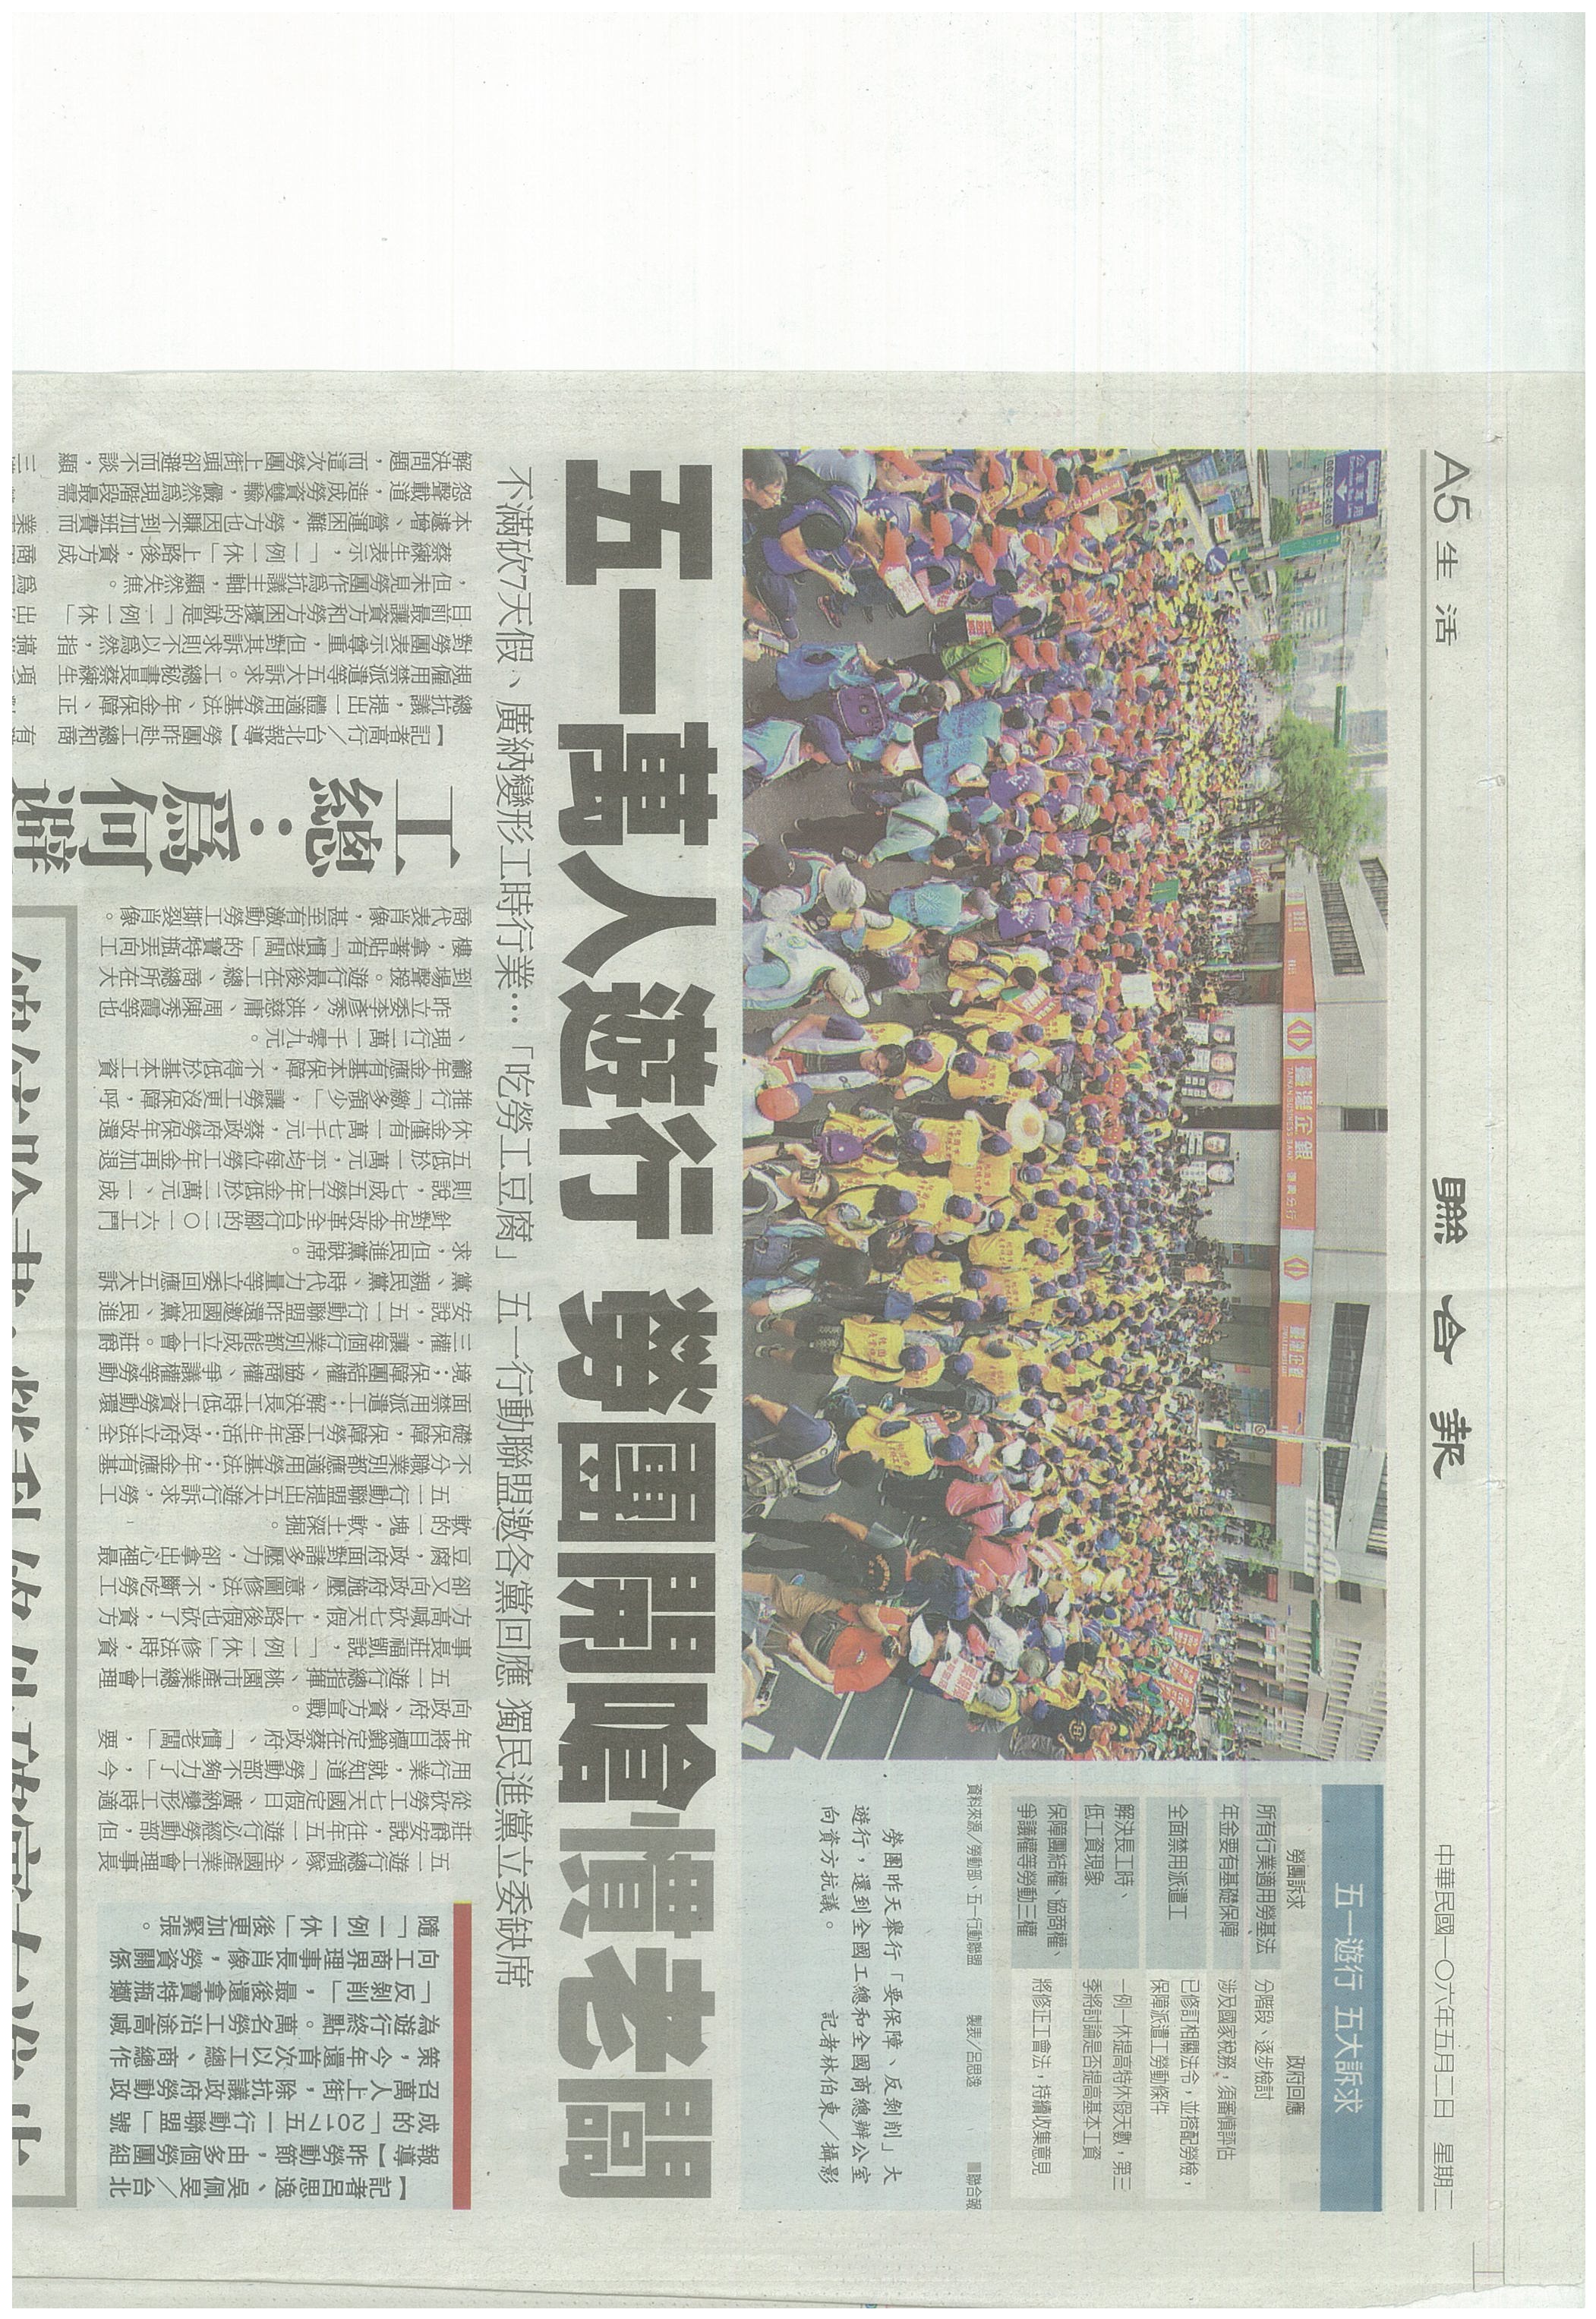 A5 生活
聯合報
中華民國一〇六年五月二日 星期二
公車專用
Exclusive Bus Lane
臺灣企銀
TAIWAN BUSINESS BANK
復興分行
臺灣企銀
五一遊行 五大訴求
勞團訴求 政府回應
所有行業適用勞基法 分階段、逐步檢討
年金要有基礎保障 涉及國家稅務,須審慎評估
全面禁用派遣工 已修訂相關法令,並搭配勞檢,
保障派遣工勞動條件
解決長工時、 一例一休提高特休假天數,第三
低工資現象 季將討論是否提高基本工資
保障團結權、協商權、
爭議權等勞動三權 將修正工會法,持續收集意見
資料來源/勞動部、五一行動聯盟 製表/呂思逸 ■聯合報
勞團昨天舉行「要保障、反剝削」大
遊行,還到全國工總和全國商總辦公室
向資方抗議。 記者林伯東/攝影
五一萬人遊行 勞團開嗆慣老闆
不滿砍7天假、廣納變形工時行業…「吃勞工豆腐」 五一行動聯盟邀各黨回應 獨民進黨立委缺席
【記者呂思逸、吳佩旻/台北
報導】昨勞動節,由多個勞團組
成的「2017五一行動聯盟」號
召萬人上街,除抗議政府勞動政
策,今年還首次以工總、商總作
為遊行終點。萬名勞工沿途高喊
「反剝削」,最後還拿寶特瓶擲
向工商界理事長肖像,勞資關係
隨「一例一休」後更加緊張。
五一遊行總領隊、全國產業工會理事長
莊爵安說,往年五一遊行必經勞動部,但
從砍勞工七天國定假日、廣納變形工時適
用行業,就知道「勞動部不夠力了」,今
年將目標鎖定在蔡政府、「慣老闆」,要
向政府、資方宣戰。
五一遊行總指揮、桃園市產業總工會理
事長莊福凱說,「一例一休」修法時,資
方高喊砍七天假,上路後假也砍了,資方
卻又向政府施壓、意圖修法,不斷吃勞工
豆腐,政府面對諸多壓力,卻拿出心裡最
軟的一塊,軟土深掘。
五一行動聯盟提出五大遊行訴求,勞工
不分職業別都應適用勞基法;年金應有基
礎保障,保障勞工晚年生活;政府立法全
面禁用派遣工;解決長工時低工資勞動環
境;保障團結權、協商權、爭議權等勞動
三權,讓每個行業別都能成立工會。莊爵
安說,五一行動聯盟昨還邀國民黨、民進
黨、親民黨、時代力量等立委回應五大訴
求,但民進黨缺席。
針對年金改革全台行腳的二〇一六工鬥
則說,七成五勞工年金低於二萬元、一成
五低於一萬元,平均每位勞工年金再加退
休金僅有一萬七千元,蔡政府勞保年改還
推行「繳多領少」,讓勞工更沒保障,呼
籲年金應有基本保障,不得低於基本工資
、現行二萬一千零九元。
昨立委李彥秀、洪慈庸、周陳秀霞等也
到場聲援。遊行最後在工總、商總所在大
樓,拿著貼有「慣老闆」的寶特瓶丟向工
商代表肖像,甚至有激動勞工撕裂肖像。
工總:為何避
【記者高行/台北報導】勞團昨赴工總和商
總抗議,提出一體適用勞基法、年金保障、正
規僱用禁派遣等五大訴求。工總秘書長蔡練生
對勞團表示尊重,但對其訴求則不以為然,指
目前最讓資方和勞方困擾的就是「一例一休」
,但未見勞團作為抗議主軸,顯然失焦。
蔡練生表示,「一例一休」上路後,資方成
本遽增、營運困難,勞方也因賺不到加班費而
怨聲載道,造成勞資雙輸,儼然為現階段最需
解決問題,而這次勞團上街頭卻避而不談,顯
總統臉書:勞動條件確實有進步